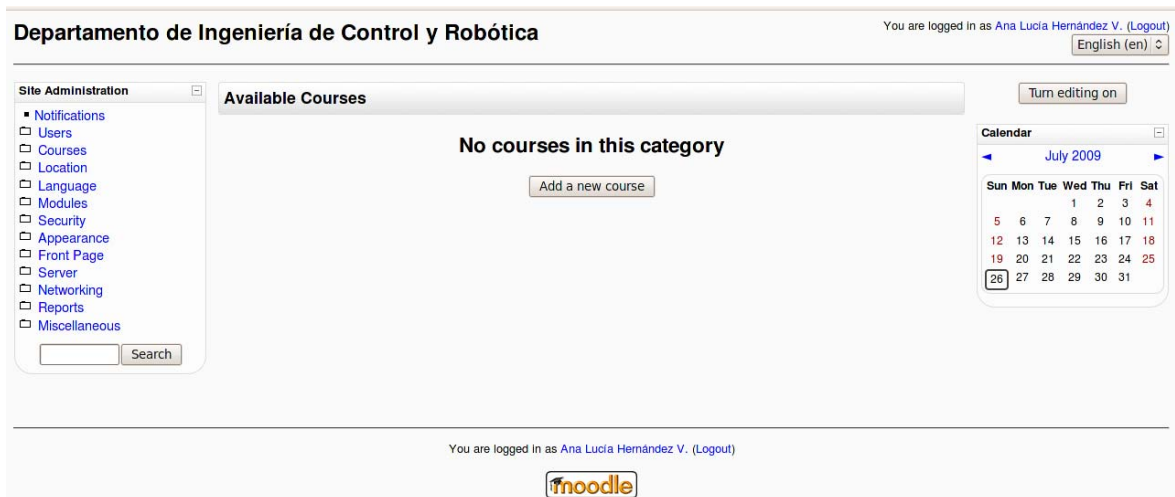 Departamento de Ingeniería de Control y Robótica
You are logged in as Ana Lucía Hernández V. (Logout)
English (en)
Site Administration
Notifications
Users
Courses
Location
Language
Modules
Security
Appearance
Front Page
Server
Networking
Reports
Miscellaneous
Search
Available Courses
No courses in this category
Add a new course
Turn editing on
Calendar
◄ July 2009 ►
Sun Mon Tue Wed Thu Fri Sat
1 2 3 4
5 6 7 8 9 10 11
12 13 14 15 16 17 18
19 20 21 22 23 24 25
26 27 28 29 30 31
You are logged in as Ana Lucía Hernández V. (Logout)
moodle